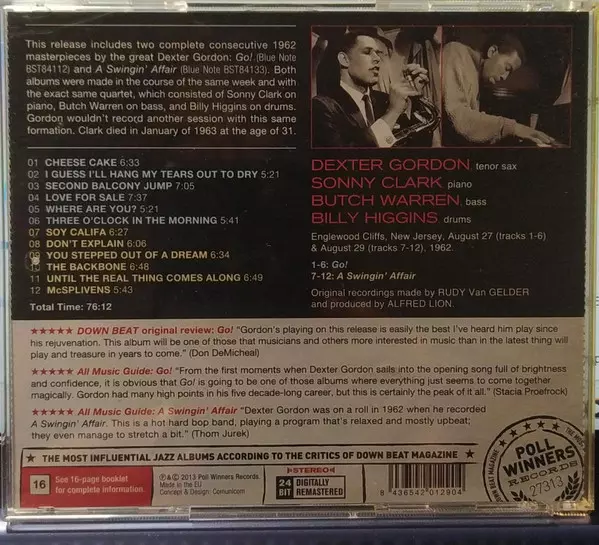 This release includes two complete consecutive 1962
masterpieces by the great Dexter Gordon: Go! (Blue Note
BST84112) and A Swingin' Affair (Blue Note BST84133). Both
albums were made in the course of the same week and with
the exact same quartet, which consisted of Sonny Clark on
piano, Butch Warren on bass, and Billy Higgins on drums.
Gordon wouldn't record another session with this same
formation. Clark died in January of 1963 at the age of 31.
01 CHEESE CAKE 6:33
02 I GUESS I'LL HANG MY TEARS OUT TO DRY 5:21
03 SECOND BALCONY JUMP 7:05
04 LOVE FOR SALE 7:37
05 WHERE ARE YOU? 5:21
06 THREE O'CLOCK IN THE MORNING 5:41
07 SOY CALIFA 6:27
08 DON'T EXPLAIN 6:06
09 YOU STEPPED OUT OF A DREAM 6:34
10 THE BACKBONE 6:48
11 UNTIL THE REAL THING COMES ALONG 6:49
12 McSPLIVENS 5:43
Total Time: 76:12
DEXTER GORDON, tenor sax
SONNY CLARK, piano
BUTCH WARREN, bass
BILLY HIGGINS, drums
Englewood Cliffs, New Jersey, August 27 (tracks 1-6)
& August 29 (tracks 7-12), 1962.
1-6: Go!
7-12: A Swingin' Affair
Original recordings made by RUDY Van GELDER
and produced by ALFRED LION.
★★★★★ DOWN BEAT original review: Go! "Gordon's playing on this release is easily the best I've heard him play since
his rejuvenation. This album will be one of those that musicians and others more interested in music than in the latest thing will
play and treasure in years to come." (Don DeMicheal)
★★★★★ All Music Guide: Go! "From the first moments when Dexter Gordon sails into the opening song full of brightness
and confidence, it is obvious that Go! is going to be one of those albums where everything just seems to come together
magically. Gordon had many high points in his five decade-long career, but this is certainly the peak of it all." (Stacia Proefrock)
★★★★★ All Music Guide: A Swingin' Affair "Dexter Gordon was on a roll in 1962 when he recorded
A Swingin' Affair. This is a hot hard bop band, playing a program that's relaxed and mostly upbeat;
they even manage to stretch a bit." (Thom Jurek)
★ THE MOST INFLUENTIAL JAZZ ALBUMS ACCORDING TO THE CRITICS OF DOWN BEAT MAGAZINE ★
16
See 16-page booklet
for complete information.
℗&© 2013 Poll Winners Records.
Made in the EU
Concept & Design: Comunicom
STEREO
24 BIT
DIGITALLY
REMASTERED
8 436542 012904
POLL
WINNERS
RECORDS
27313